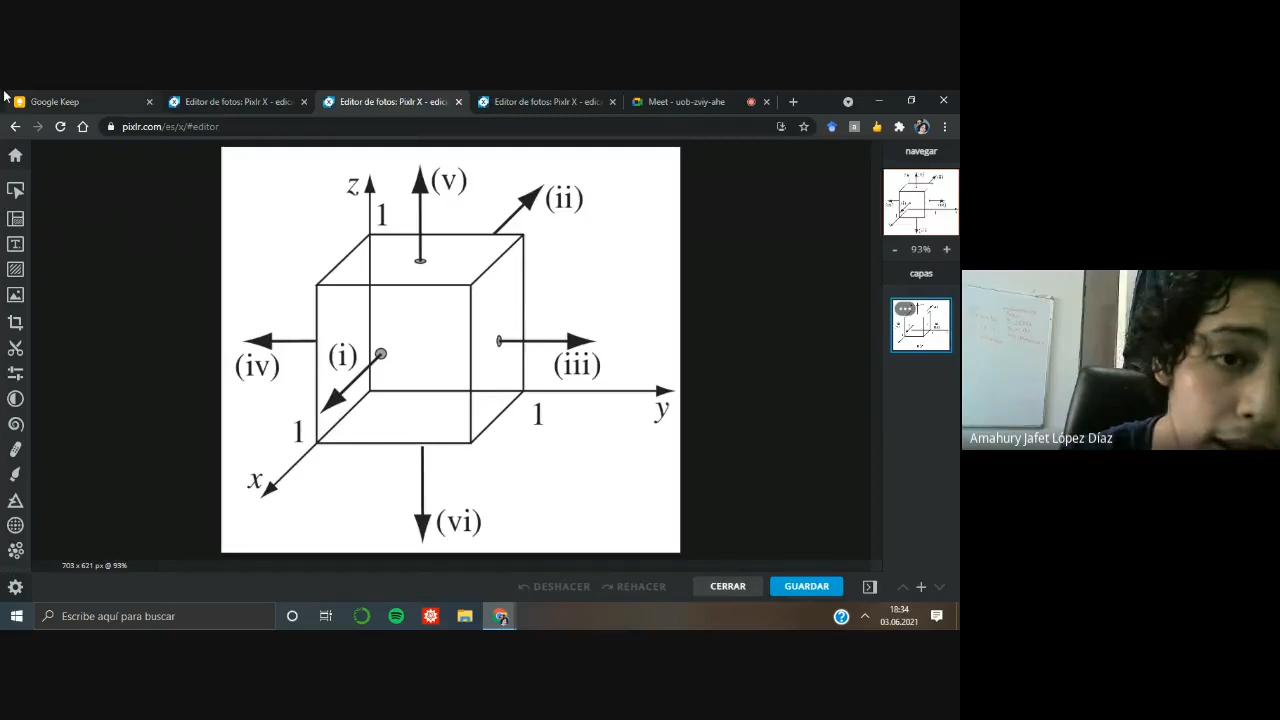 Google Keep
Editor de fotos: Pixlr X - edic
Editor de fotos: Pixlr X - edic
Editor de fotos: Pixlr X - edic
Meet - uob-zviy-ahe
pixlr.com/es/x/#editor
navegar
93%
capas
z
1
(v)
(ii)
(iv)
(i)
(iii)
1
1
y
x
(vi)
703 x 621 px @ 93%
DESHACER
REHACER
CERRAR
GUARDAR
Escribe aquí para buscar
18:34
03.06.2021
Amahury Jafet López Díaz